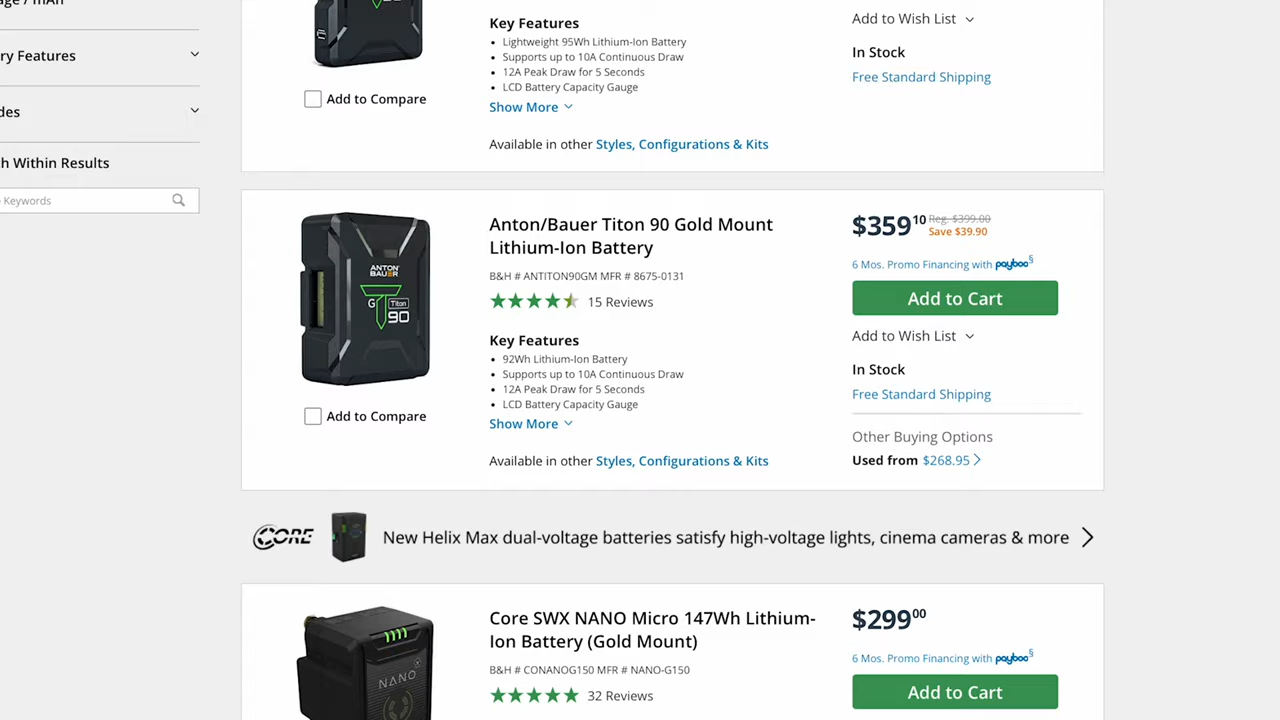 Key Features
Lightweight 95Wh Lithium-Ion Battery
Supports up to 10A Continuous Draw
12A Peak Draw for 5 Seconds
LCD Battery Capacity Gauge
Show More
Add to Compare
Available in other Styles, Configurations & Kits
Add to Wish List
In Stock
Free Standard Shipping
ry Features
des
h Within Results
Keywords
ANTON
BAUER
G Titon
90
Add to Compare
Anton/Bauer Titon 90 Gold Mount
Lithium-Ion Battery
B&H # ANTITON90GM MFR # 8675-0131
15 Reviews
Key Features
92Wh Lithium-Ion Battery
Supports up to 10A Continuous Draw
12A Peak Draw for 5 Seconds
LCD Battery Capacity Gauge
Show More
Available in other Styles, Configurations & Kits
$359 10 Reg. $399.00
Save $39.90
6 Mos. Promo Financing with payboo§
Add to Cart
Add to Wish List
In Stock
Free Standard Shipping
Other Buying Options
Used from $268.95
CORE
New Helix Max dual-voltage batteries satisfy high-voltage lights, cinema cameras & more
NANO
Core SWX NANO Micro 147Wh Lithium-
Ion Battery (Gold Mount)
B&H # CONANOG150 MFR # NANO-G150
32 Reviews
$299 00
6 Mos. Promo Financing with payboo§
Add to Cart